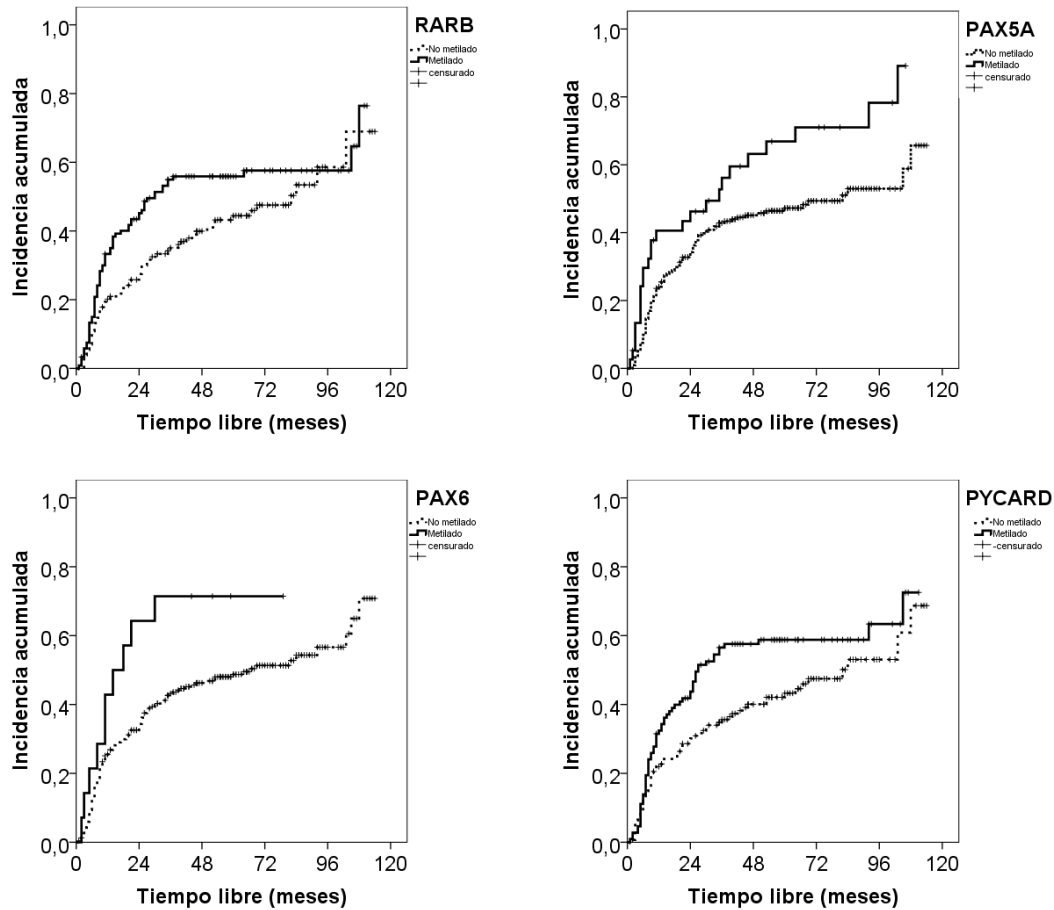 RARB
No metilado
Metilado
censurado
Incidencia acumulada
1,0
0,8
0,6
0,4
0,2
0,0
0 24 48 72 96 120
Tiempo libre (meses)
PAX5A
No metilado
Metilado
censurado
Incidencia acumulada
1,0
0,8
0,6
0,4
0,2
0,0
0 24 48 72 96 120
Tiempo libre (meses)
PAX6
No metilado
Metilado
censurado
Incidencia acumulada
1,0
0,8
0,6
0,4
0,2
0,0
0 24 48 72 96 120
Tiempo libre (meses)
PYCARD
No metilado
Metilado
-censurado
Incidencia acumulada
1,0
0,8
0,6
0,4
0,2
0,0
0 24 48 72 96 120
Tiempo libre (meses)